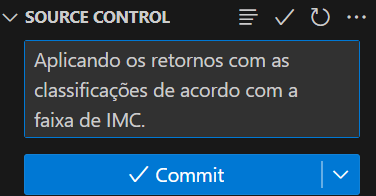 SOURCE CONTROL
Aplicando os retornos com as
classificações de acordo com a
faixa de IMC.
Commit